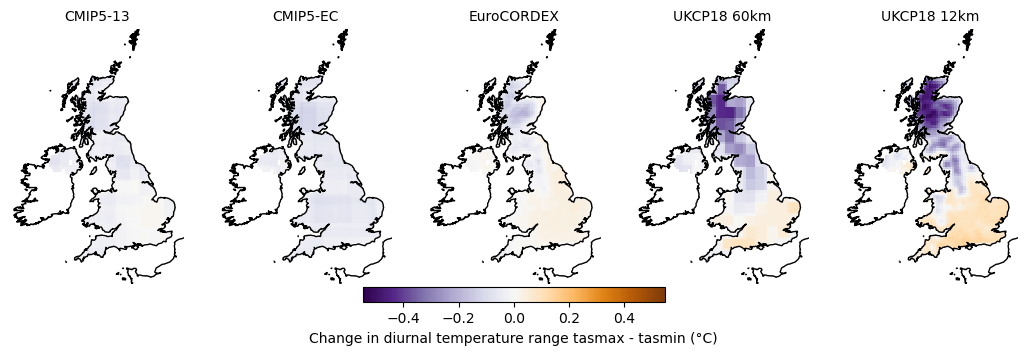 CMIP5-13 CMIP5-EC EuroCORDEX UKCP18 60km UKCP18 12km
−0.4 −0.2 0.0 0.2 0.4
Change in diurnal temperature range tasmax - tasmin (°C)